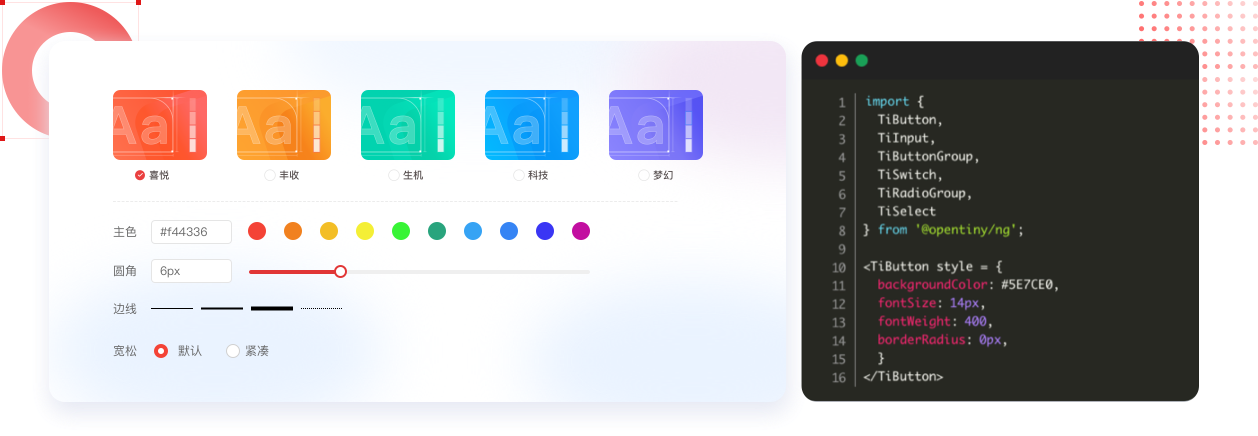 Aa
Aa
Aa
Aa
Aa
喜悦
丰收
生机
科技
梦幻
主色 #f44336
圆角 6px
边线
宽松 默认 紧凑
1 import {
2 TiButton,
3 TiInput,
4 TiButtonGroup,
5 TiSwitch,
6 TiRadioGroup,
7 TiSelect
8 } from '@opentiny/ng';
9
10 <TiButton style = {
11 backgroundColor: #5E7CE0,
12 fontSize: 14px,
13 fontWeight: 400,
14 borderRadius: 0px,
15 }
16 </TiButton>